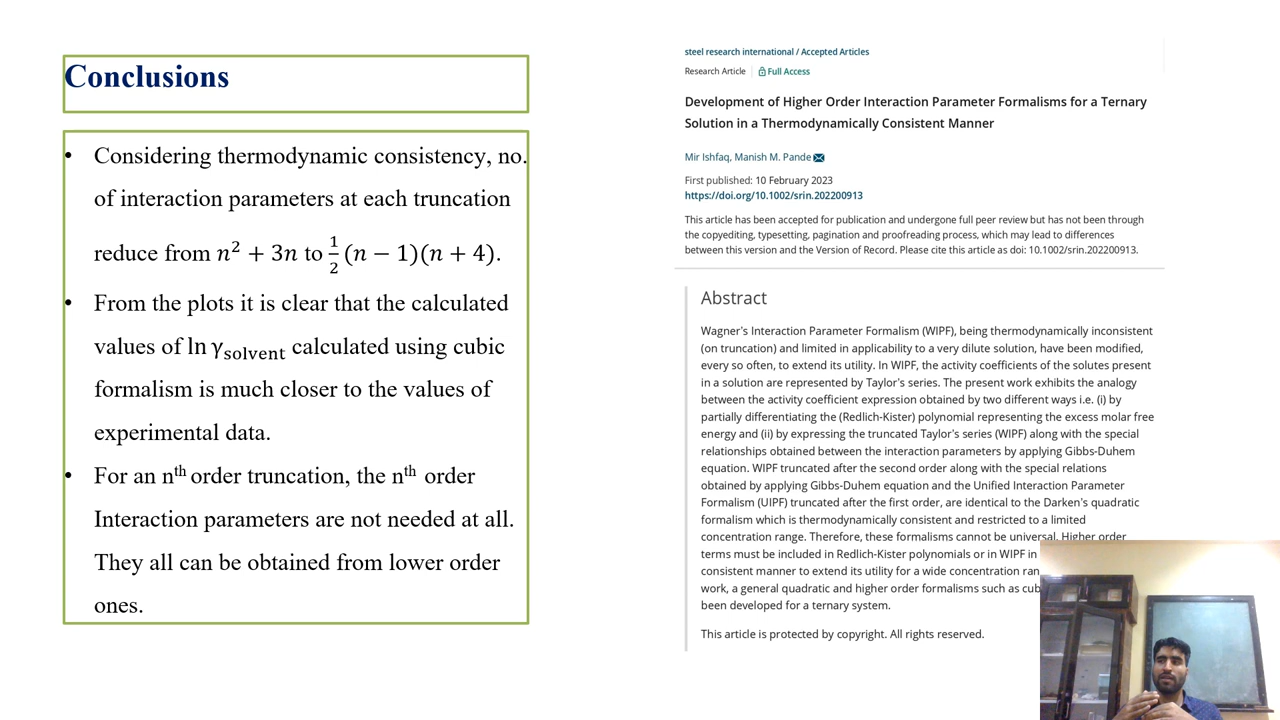 Conclusions
• Considering thermodynamic consistency, no.
of interaction parameters at each truncation
reduce from n² + 3n to ½(n − 1)(n + 4).
• From the plots it is clear that the calculated
values of ln γsolvent calculated using cubic
formalism is much closer to the values of
experimental data.
• For an nth order truncation, the nth order
Interaction parameters are not needed at all.
They all can be obtained from lower order
ones.
steel research international / Accepted Articles
Research Article | Full Access
Development of Higher Order Interaction Parameter Formalisms for a Ternary
Solution in a Thermodynamically Consistent Manner
Mir Ishfaq, Manish M. Pande
First published: 10 February 2023
https://doi.org/10.1002/srin.202200913
This article has been accepted for publication and undergone full peer review but has not been through
the copyediting, typesetting, pagination and proofreading process, which may lead to differences
between this version and the Version of Record. Please cite this article as doi: 10.1002/srin.202200913.
Abstract
Wagner's Interaction Parameter Formalism (WIPF), being thermodynamically inconsistent
(on truncation) and limited in applicability to a very dilute solution, have been modified,
every so often, to extend its utility. In WIPF, the activity coefficients of the solutes present
in a solution are represented by Taylor's series. The present work exhibits the analogy
between the activity coefficient expression obtained by two different ways i.e. (i) by
partially differentiating the (Redlich-Kister) polynomial representing the excess molar free
energy and (ii) by expressing the truncated Taylor's series (WIPF) along with the special
relationships obtained between the interaction parameters by applying Gibbs-Duhem
equation. WIPF truncated after the second order along with the special relations
obtained by applying Gibbs-Duhem equation and the Unified Interaction Parameter
Formalism (UIPF) truncated after the first order, are identical to the Darken's quadratic
formalism which is thermodynamically consistent and restricted to a limited
concentration range. Therefore, these formalisms cannot be universal. Higher order
terms must be included in Redlich-Kister polynomials or in WIPF in
consistent manner to extend its utility for a wide concentration
work, a general quadratic and higher order formalisms such as
been developed for a ternary system.
This article is protected by copyright. All rights reserved.